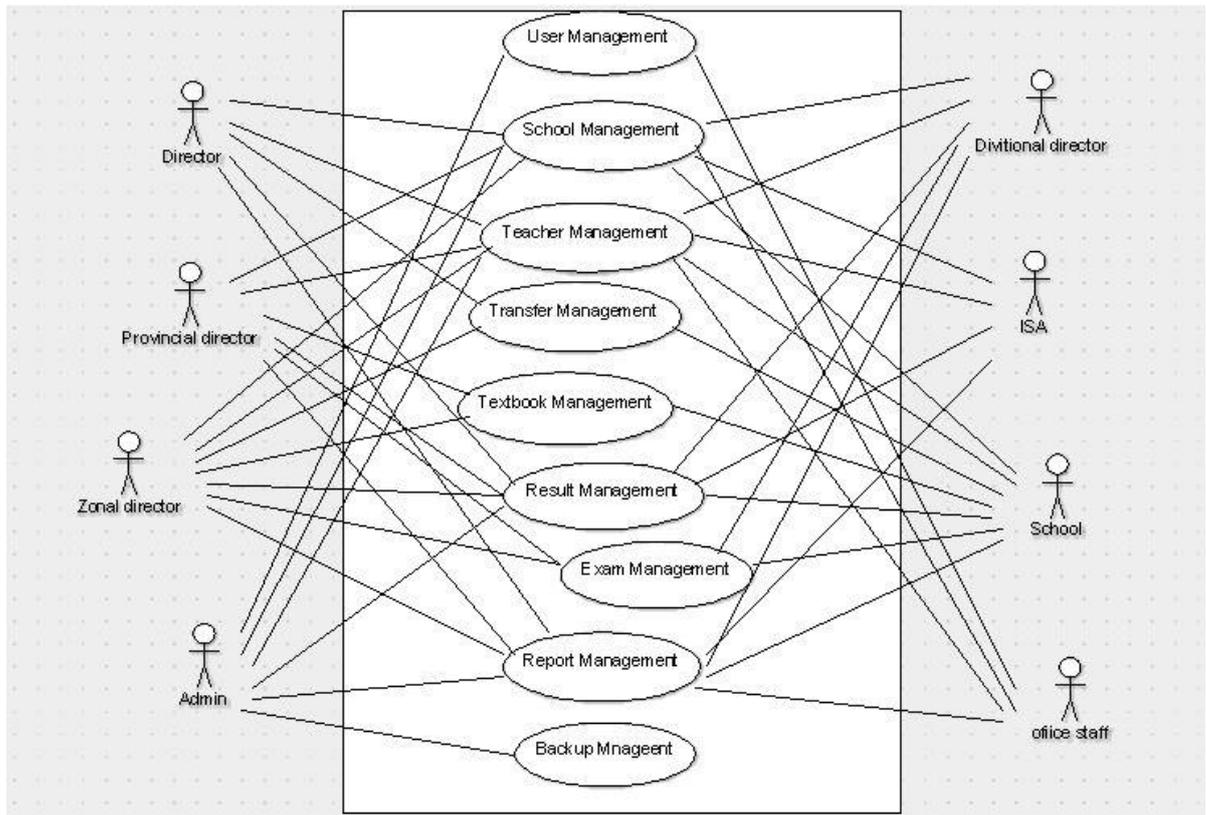 User Management
School Management
Teacher Management
Transfer Management
Textbook Management
Result Management
Exam Management
Report Management
Backup Mnageent
Director
Provincial director
Zonal director
Admin
Divitional director
ISA
School
ofiice staff